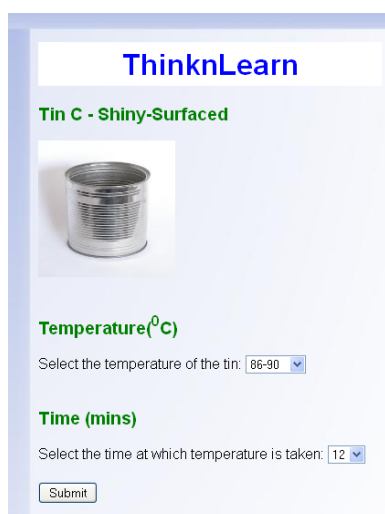 ThinknLearn
Tin C - Shiny-Surfaced
Temperature(⁰C)
Select the temperature of the tin: 86-90
Time (mins)
Select the time at which temperature is taken: 12
Submit